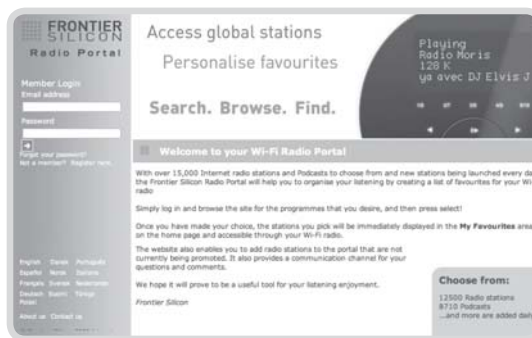 FRONTIER
SILICON
Radio Portal
Member Login
Email address
Password
Forgot your password?
Not a member? Register here.
English Dansk Português
Español Norsk Italiano
Français Svenska Nederlandse
Deutsch Suomi Türkçe
Polski
About us Contact us
Access global stations
Personalise favourites
Search. Browse. Find.
Playing
Radio Moris
128 K
ya avec DJ Elvis J
Welcome to your Wi-Fi Radio Portal
With over 15,000 Internet radio stations and Podcasts to choose from and new stations being launched every da
the Frontier Silicon Radio Portal will help you to organise your listening by creating a list of favourites for your Wi
radio
Simply log in and browse the site for the programmes that you desire, and then press select!
Once you have made your choice, the stations you pick will be immediately displayed in the My Favourites area
on the home page and accessible through your Wi-Fi radio.
The website also enables you to add radio stations to the portal that are not
currently being promoted. It also provides a communication channel for your
questions and comments.
We hope it will prove to be a useful tool for your listening enjoyment.
Frontier Silicon
Choose from:
12500 Radio stations
8710 Podcasts
...and more are added daily